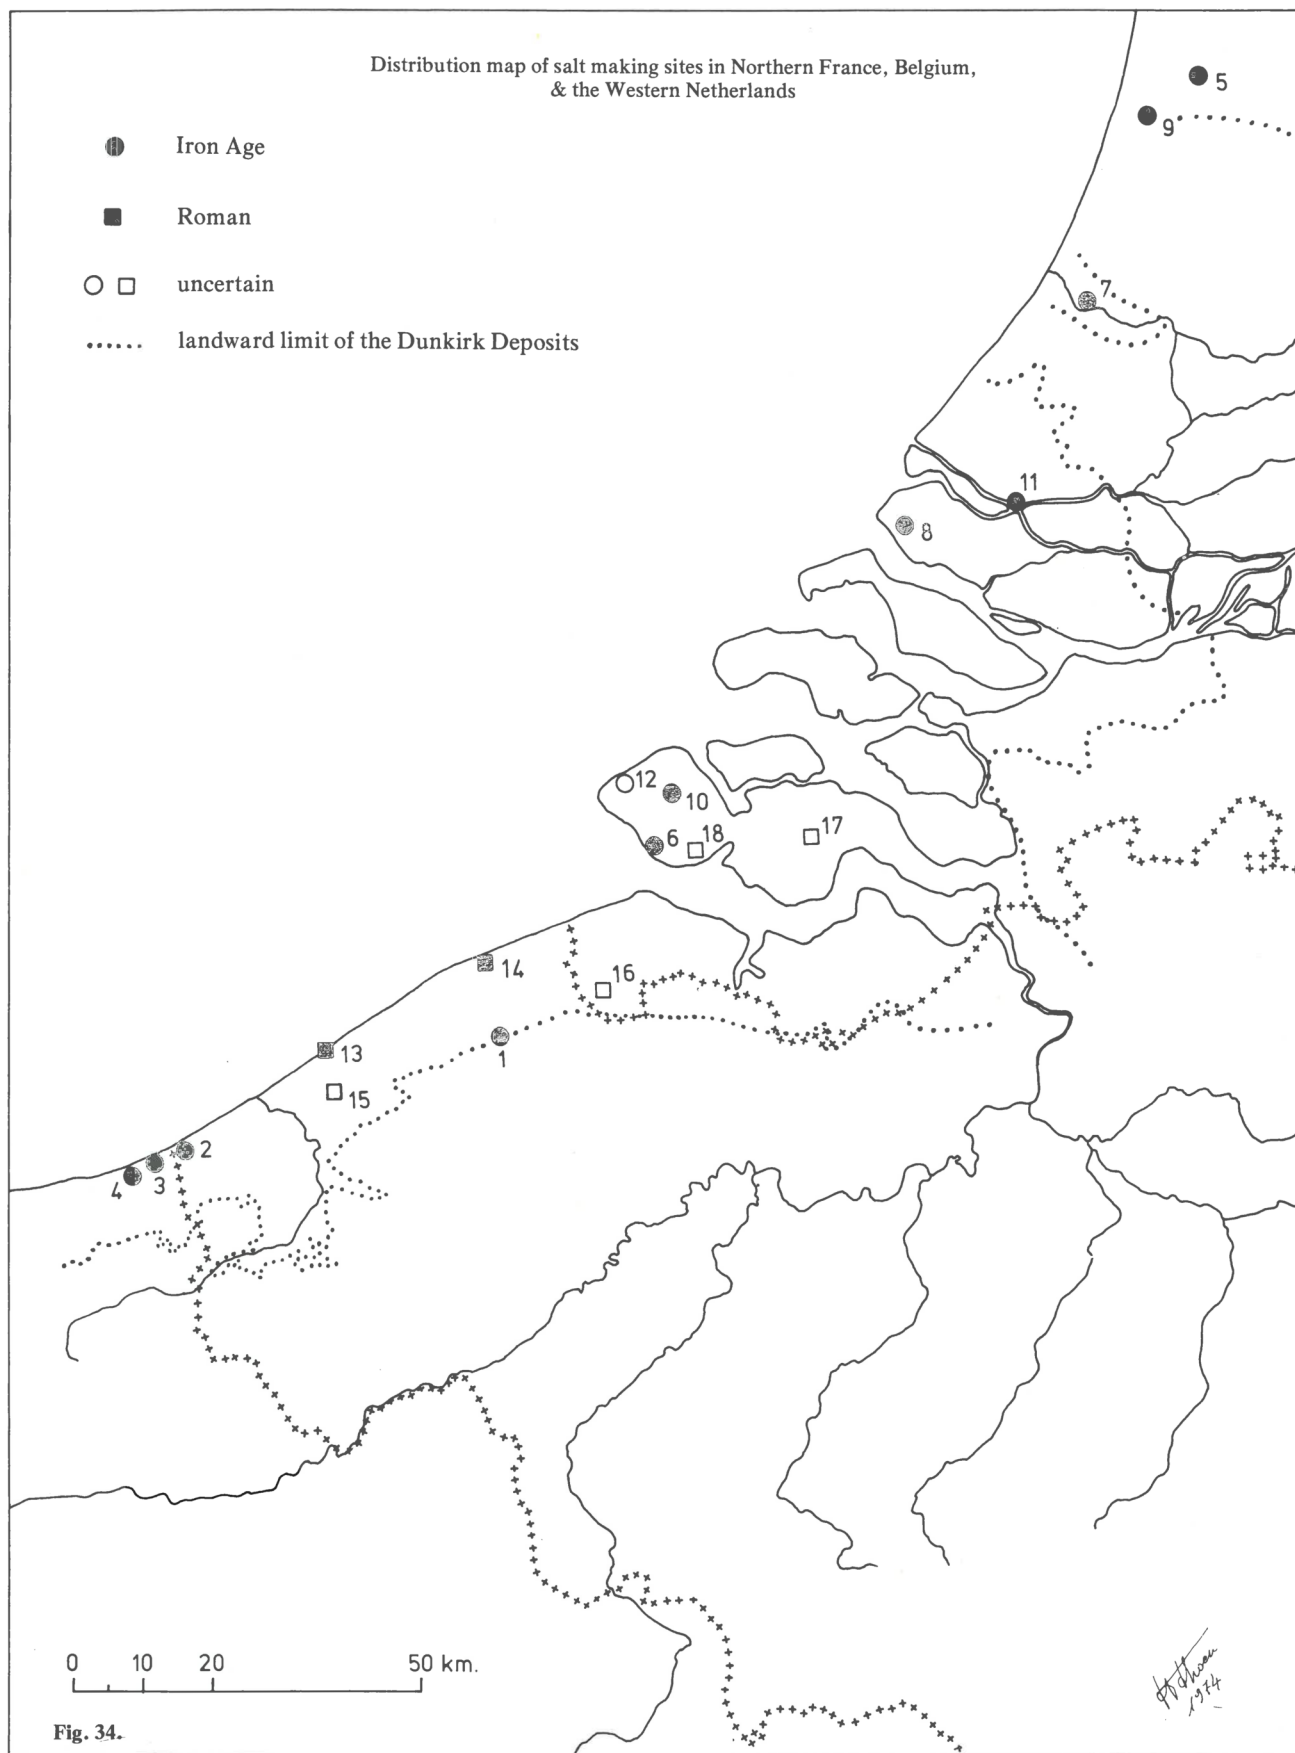 Distribution map of salt making sites in Northern France, Belgium,
& the Western Netherlands
Iron Age
Roman
uncertain
landward limit of the Dunkirk Deposits
5
9
7
11
8
12
10
6
18
17
14
16
13
1
15
2
3
4
0 10 20 50 km.
1974
Fig. 34.